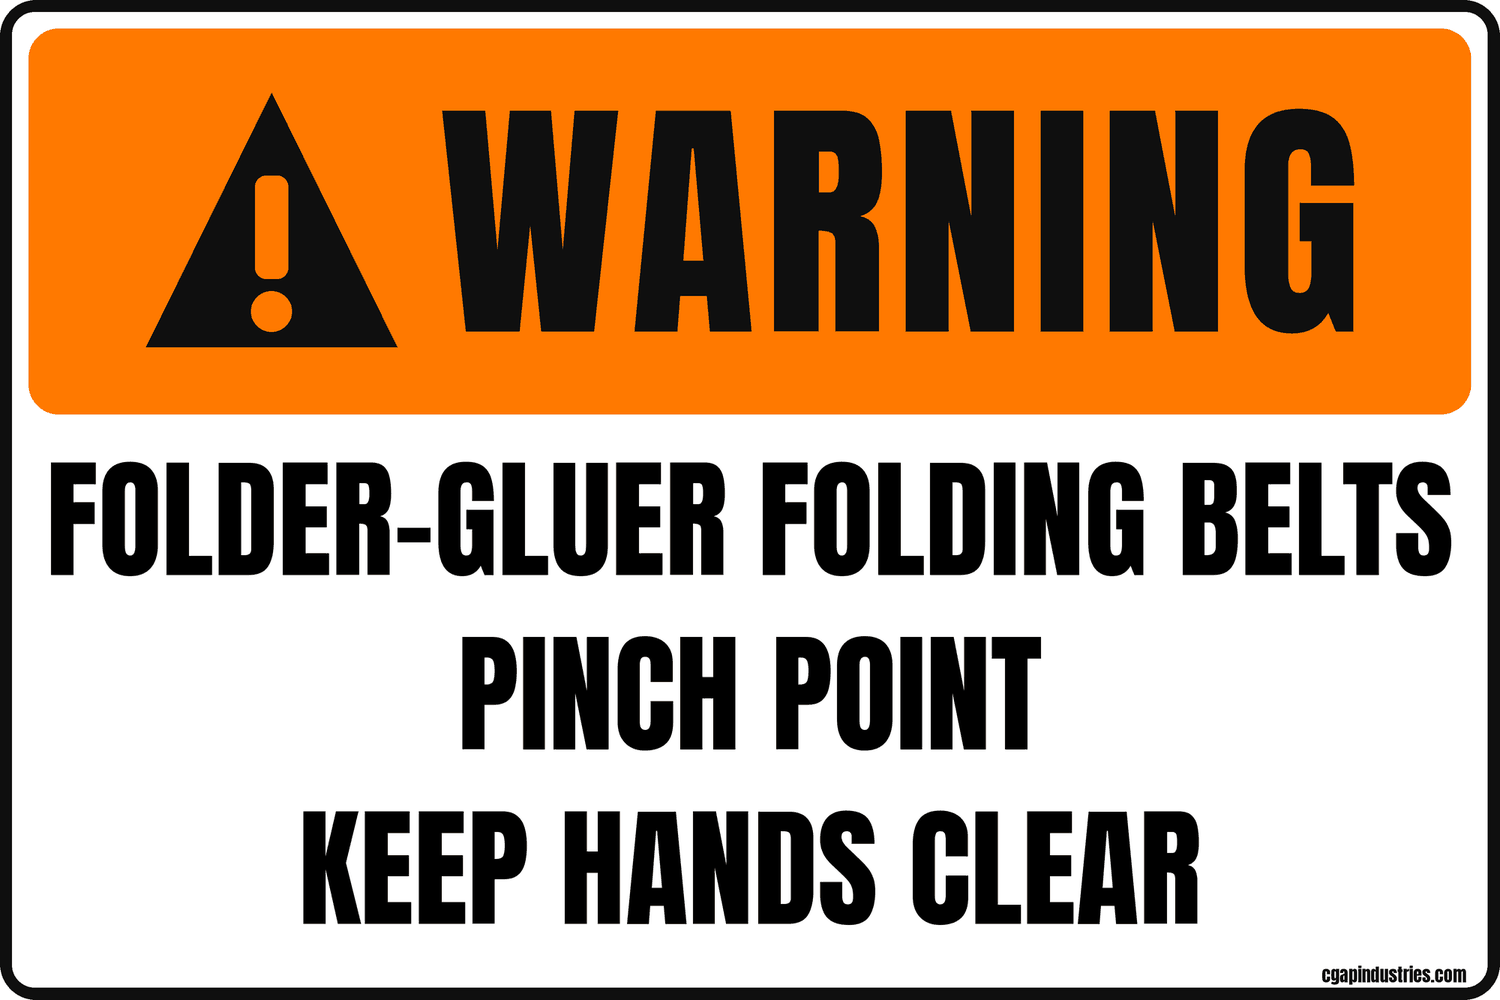 WARNING
FOLDER-GLUER FOLDING BELTS
PINCH POINT
KEEP HANDS CLEAR
cgapindustries.com